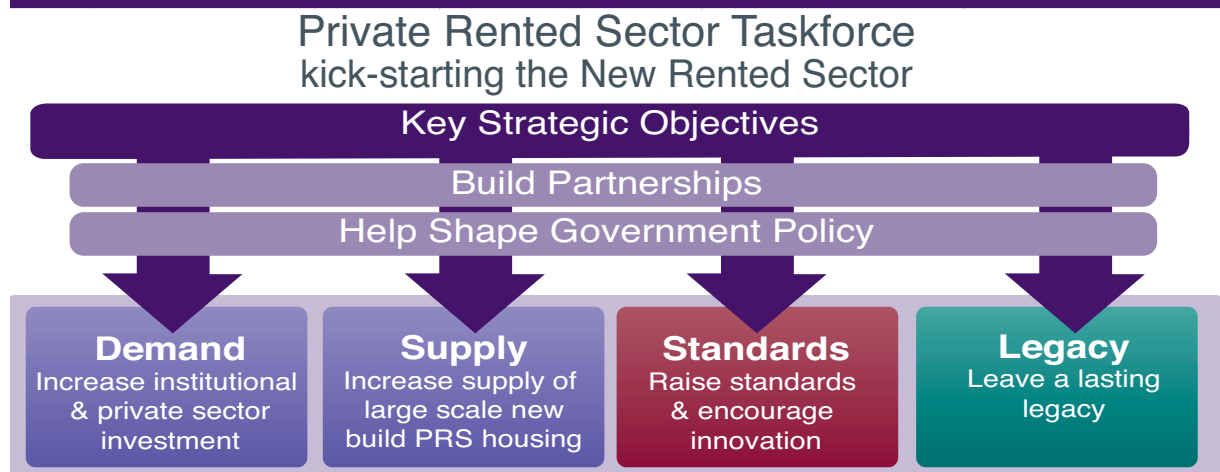 Private Rented Sector Taskforce
kick-starting the New Rented Sector
Key Strategic Objectives
Build Partnerships
Help Shape Government Policy
Demand
Increase institutional
& private sector
investment
Supply
Increase supply of
large scale new
build PRS housing
Standards
Raise standards
& encourage
innovation
Legacy
Leave a lasting
legacy